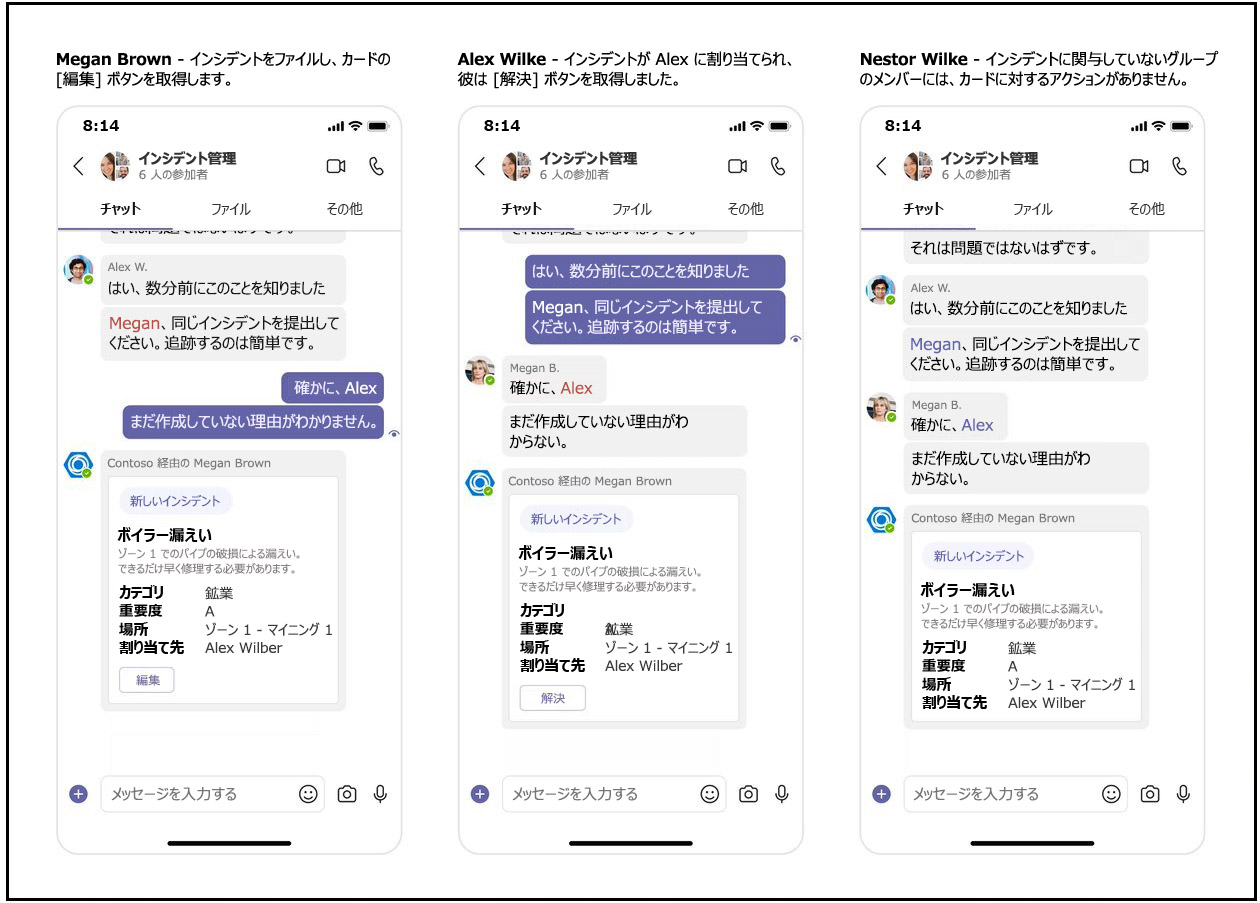 Megan Brown - インシデントをファイルし、カードの
[編集] ボタンを取得します。
8:14
インシデント管理
6 人の参加者
チャット
ファイル
その他
Alex W.
はい、数分前にこのことを知りました
Megan、同じインシデントを提出して
ください。追跡するのは簡単です。
確かに、Alex
まだ作成していない理由がわかりません。
Contoso 経由の Megan Brown
新しいインシデント
ボイラー漏えい
ゾーン 1 でのパイプの破損による漏えい。
できるだけ早く修理する必要があります。
カテゴリ 鉱業
重要度 A
場所 ゾーン 1 - マイニング 1
割り当て先 Alex Wilber
編集
メッセージを入力する
Alex Wilke - インシデントが Alex に割り当てられ、
彼は [解決] ボタンを取得しました。
8:14
インシデント管理
6 人の参加者
チャット
ファイル
その他
はい、数分前にこのことを知りました
Megan、同じインシデントを提出して
ください。追跡するのは簡単です。
Megan B.
確かに、Alex
まだ作成していない理由がわ
からない。
Contoso 経由の Megan Brown
新しいインシデント
ボイラー漏えい
ゾーン 1 でのパイプの破損による漏えい。
できるだけ早く修理する必要があります。
カテゴリ
重要度 鉱業
場所 ゾーン 1 - マイニング 1
割り当て先 Alex Wilber
解決
メッセージを入力する
Nestor Wilke - インシデントに関与していないグループ
のメンバーには、カードに対するアクションがありません。
8:14
インシデント管理
6 人の参加者
チャット
ファイル
その他
それは問題ではないはずです。
Alex W.
はい、数分前にこのことを知りました
Megan、同じインシデントを提出して
ください。追跡するのは簡単です。
Megan B.
確かに、Alex
まだ作成していない理由がわ
からない。
Contoso 経由の Megan Brown
新しいインシデント
ボイラー漏えい
ゾーン 1 でのパイプの破損による漏えい。
できるだけ早く修理する必要があります。
カテゴリ 鉱業
重要度 A
場所 ゾーン 1 - マイニング 1
割り当て先 Alex Wilber
メッセージを入力する